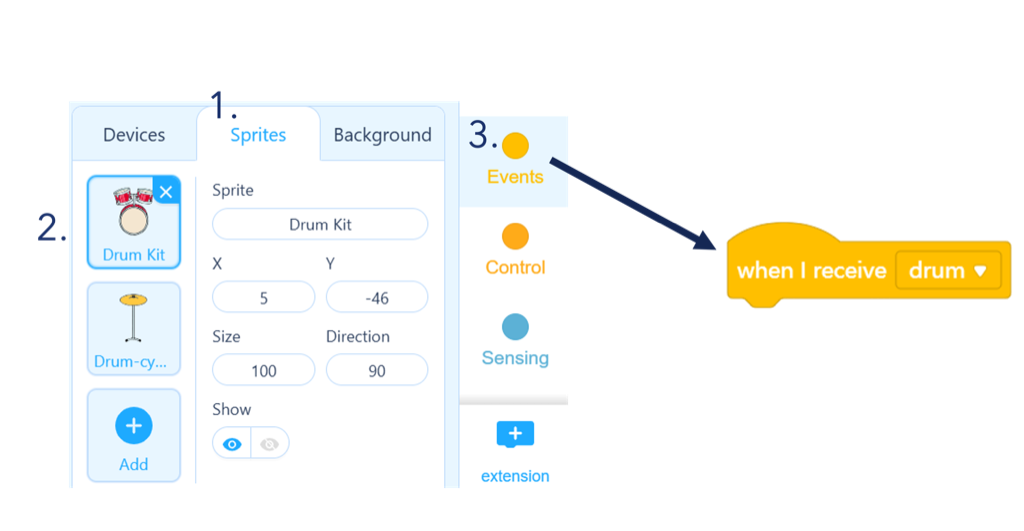 1.
Devices
Sprites
Background
2.
Drum Kit
Drum-cy...
Add
Sprite
Drum Kit
X
Y
5
-46
Size
Direction
100
90
Show
3.
Events
Control
Sensing
extension
when I receive drum